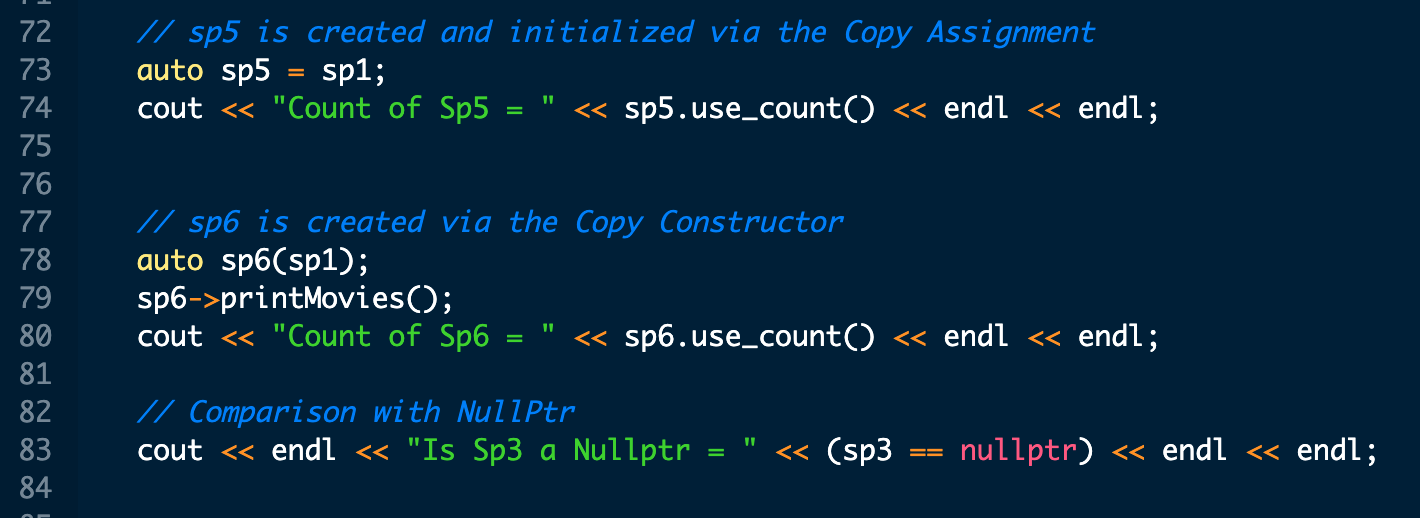 72 // sp5 is created and initialized via the Copy Assignment
73 auto sp5 = sp1;
74 cout << "Count of Sp5 = " << sp5.use_count() << endl << endl;
75
76
77 // sp6 is created via the Copy Constructor
78 auto sp6(sp1);
79 sp6->printMovies();
80 cout << "Count of Sp6 = " << sp6.use_count() << endl << endl;
81
82 // Comparison with NullPtr
83 cout << endl << "Is Sp3 a Nullptr = " << (sp3 == nullptr) << endl << endl;
84